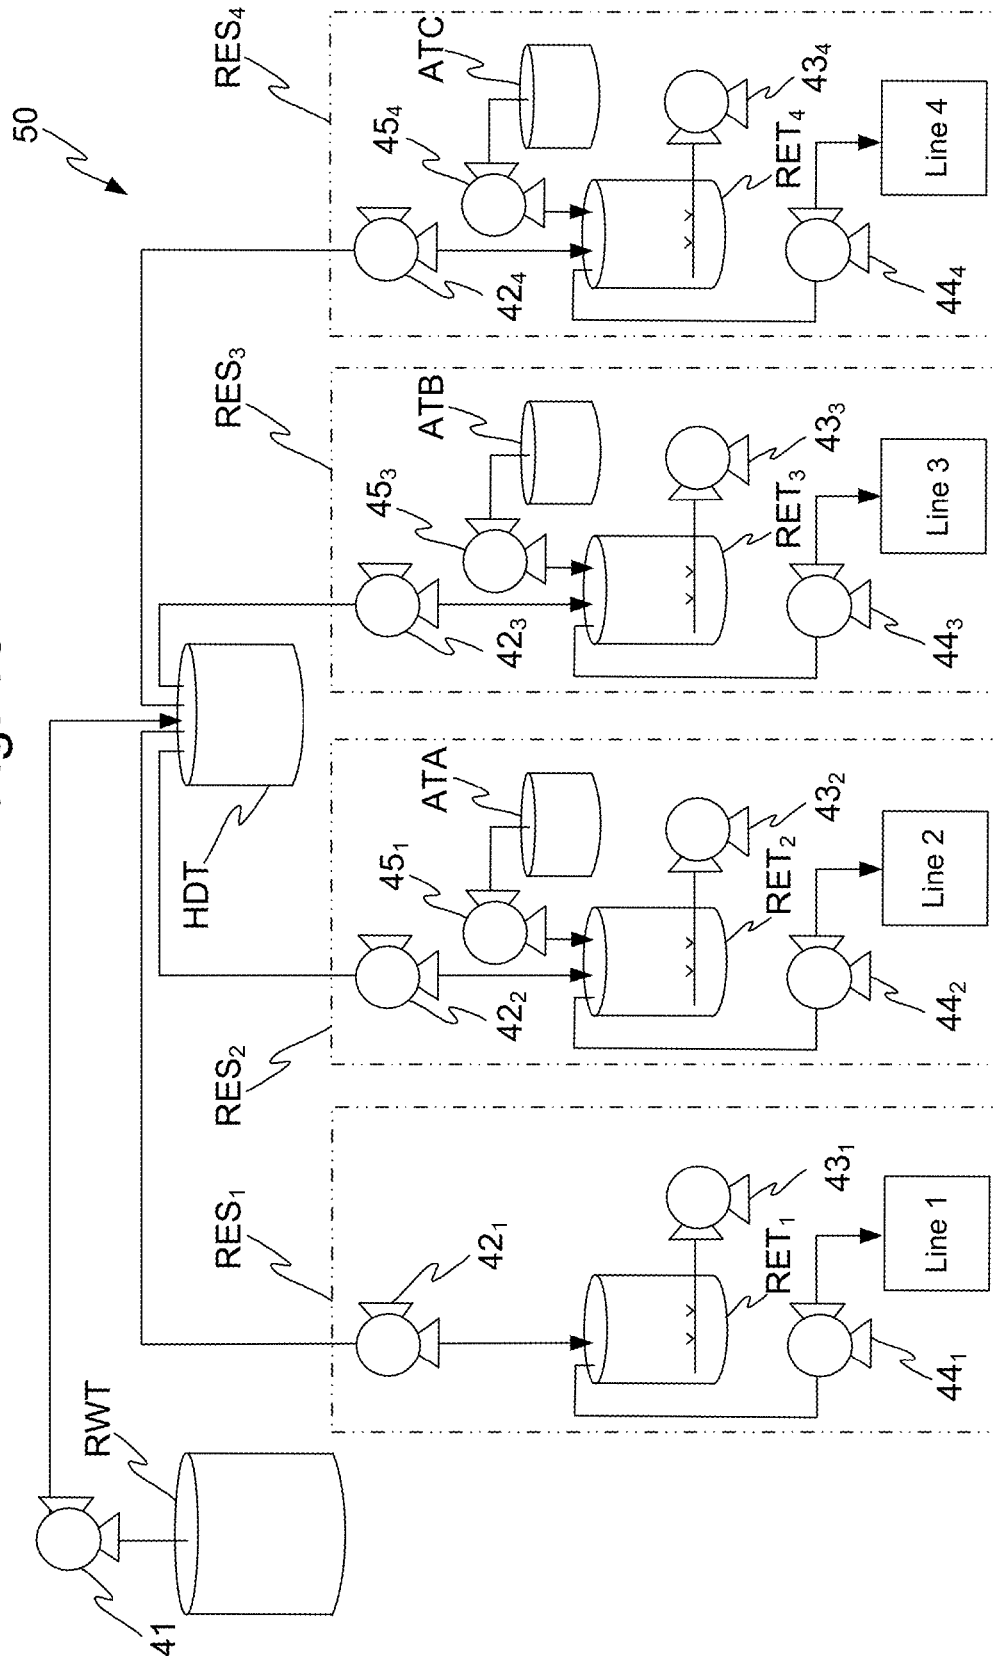 50
41
RWT
HDT
RES₁
42₁
RET₁
43₁
44₁
Line 1
RES₂
42₂
45₁
ATA
RET₂
43₂
44₂
Line 2
RES₃
42₃
45₃
ATB
RET₃
43₃
44₃
Line 3
RES₄
42₄
45₄
ATC
RET₄
43₄
44₄
Line 4